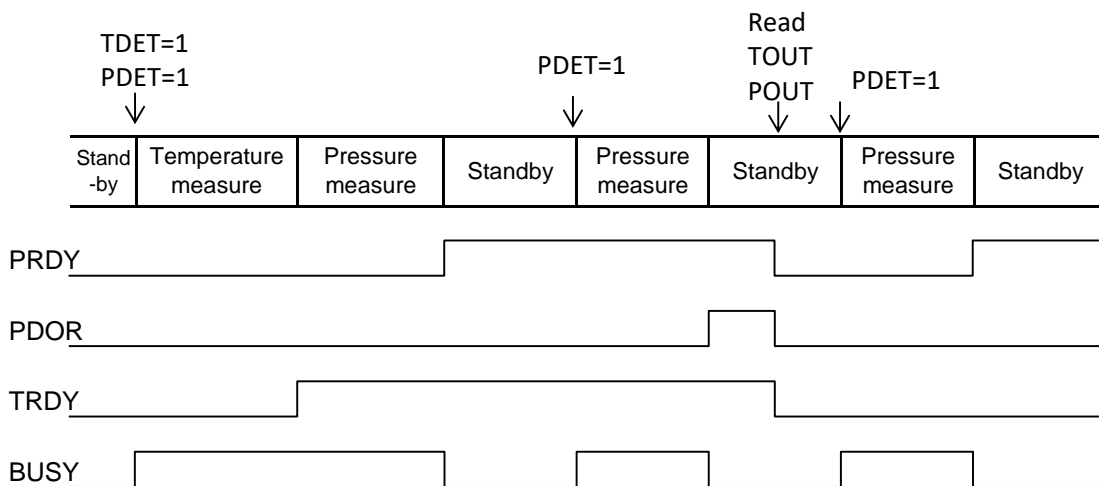 TDET=1
PDET=1
PDET=1
Read
TOUT
POUT
PDET=1
Stand
-by
Temperature
measure
Pressure
measure
Standby
Pressure
measure
Standby
Pressure
measure
Standby
PRDY
PDOR
TRDY
BUSY